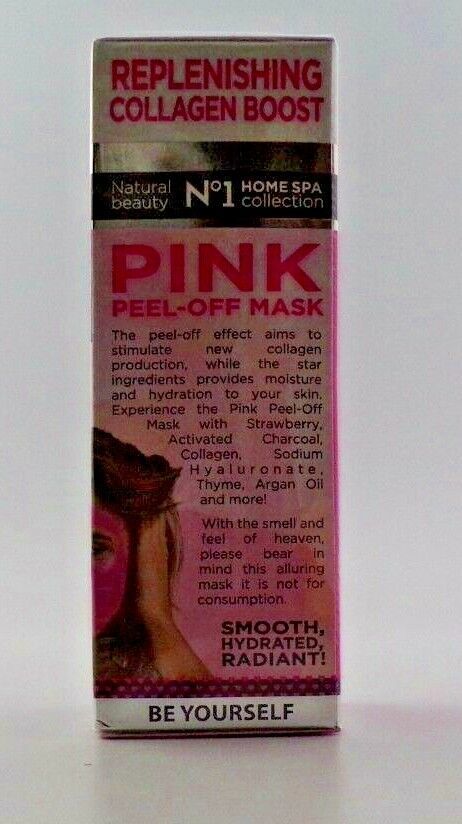 REPLENISHING
COLLAGEN BOOST
Natural
beauty
Nº1 HOME SPA
collection
PINK
PEEL-OFF MASK
The peel-off effect aims to
stimulate new collagen
production, while the star
ingredients provides moisture
and hydration to your skin.
Experience the Pink Peel-Off
Mask with Strawberry,
Activated Charcoal,
Collagen, Sodium
Hyaluronate,
Thyme, Argan Oil
and more!
With the smell and
feel of heaven,
please bear in
mind this alluring
mask it is not for
consumption.
SMOOTH,
HYDRATED,
RADIANT!
BE YOURSELF